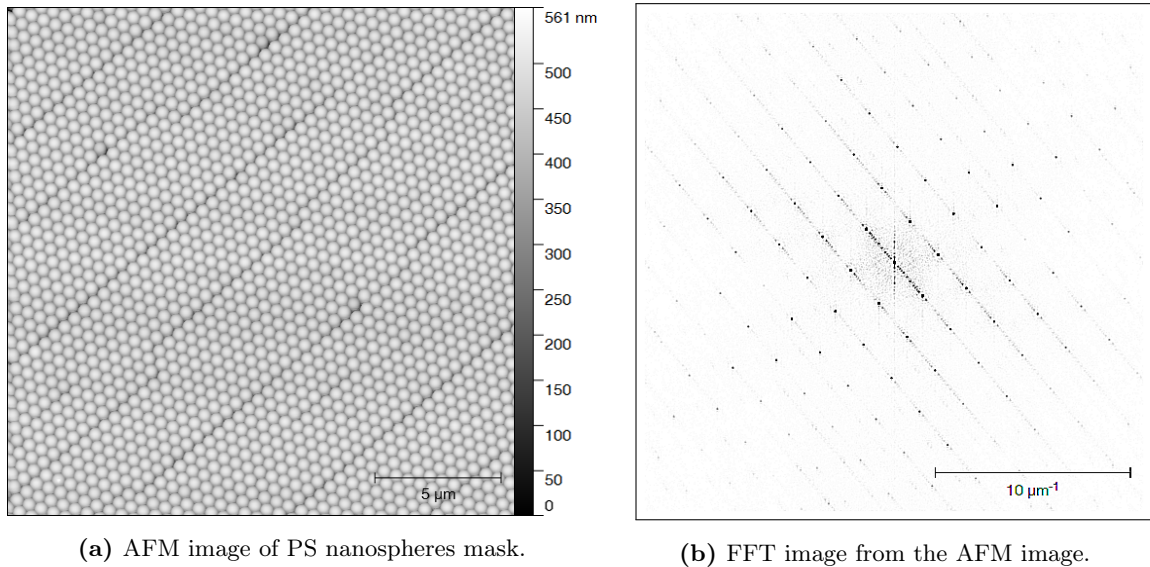 561 nm
500
450
400
350
300
250
200
150
100
50
0
5 µm
10 µm⁻¹
(a) AFM image of PS nanospheres mask.
(b) FFT image from the AFM image.